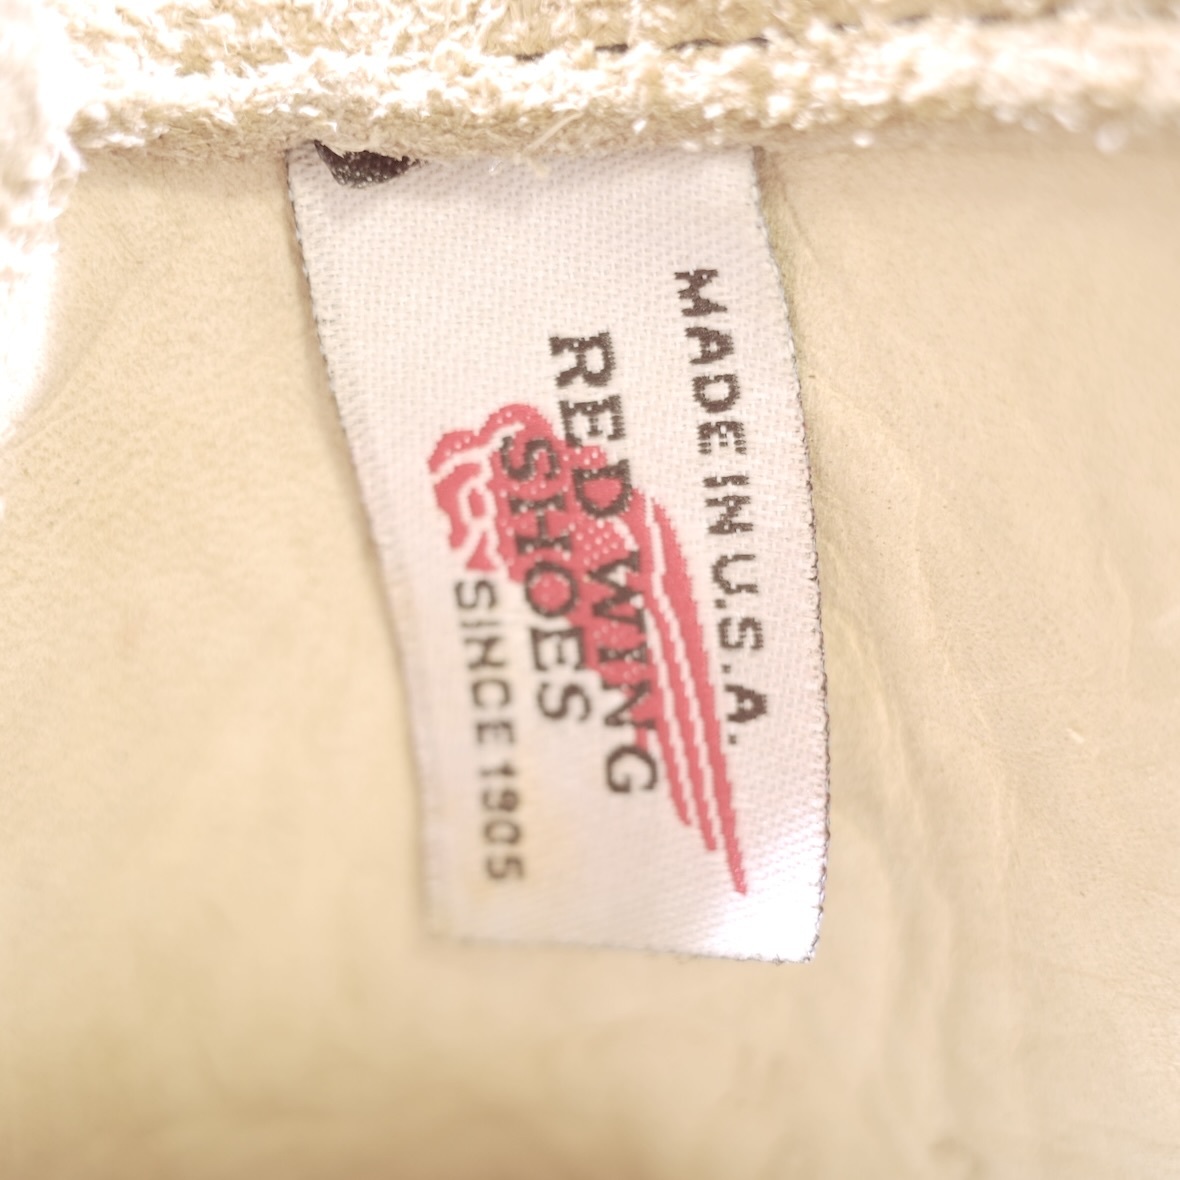 MADE IN U.S.A.
RED WING
SHOES
SINCE 1905